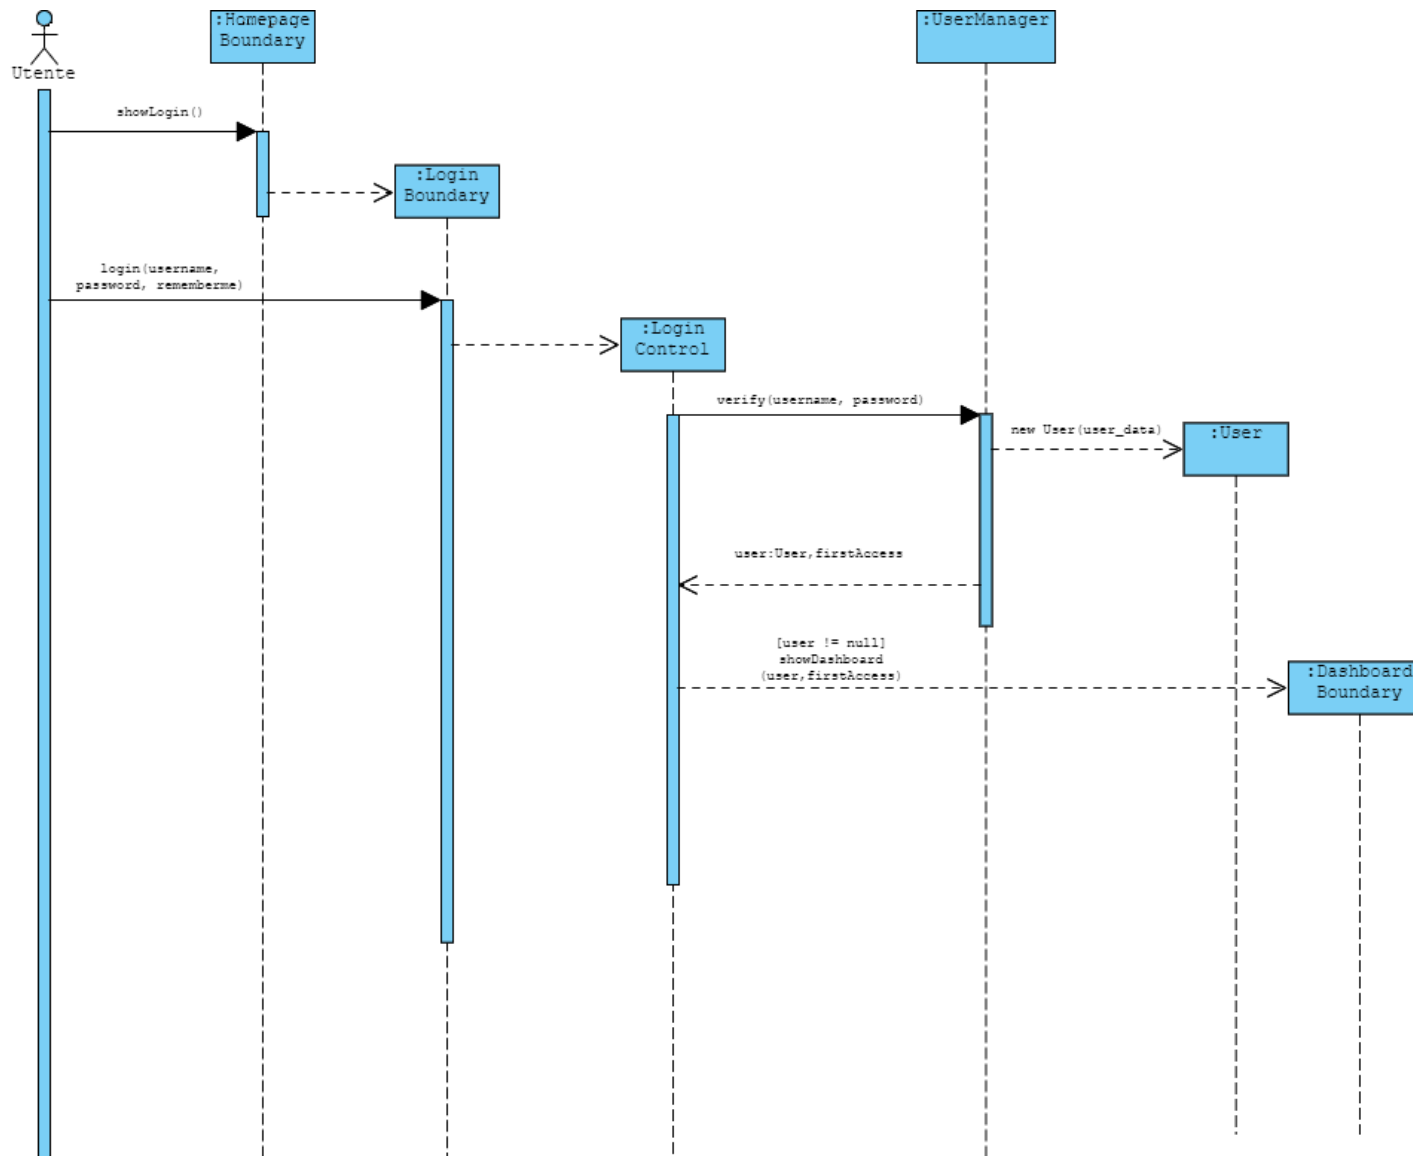 :Homepage
Boundary
:UserManager
Utente
showLogin()
:Login
Boundary
login(username,
password, rememberme)
:Login
Control
verify(username, password)
new User(user_data)
:User
user:User,firstAccess
[user != null]
showDashboard
(user,firstAccess)
:Dashboard
Boundary